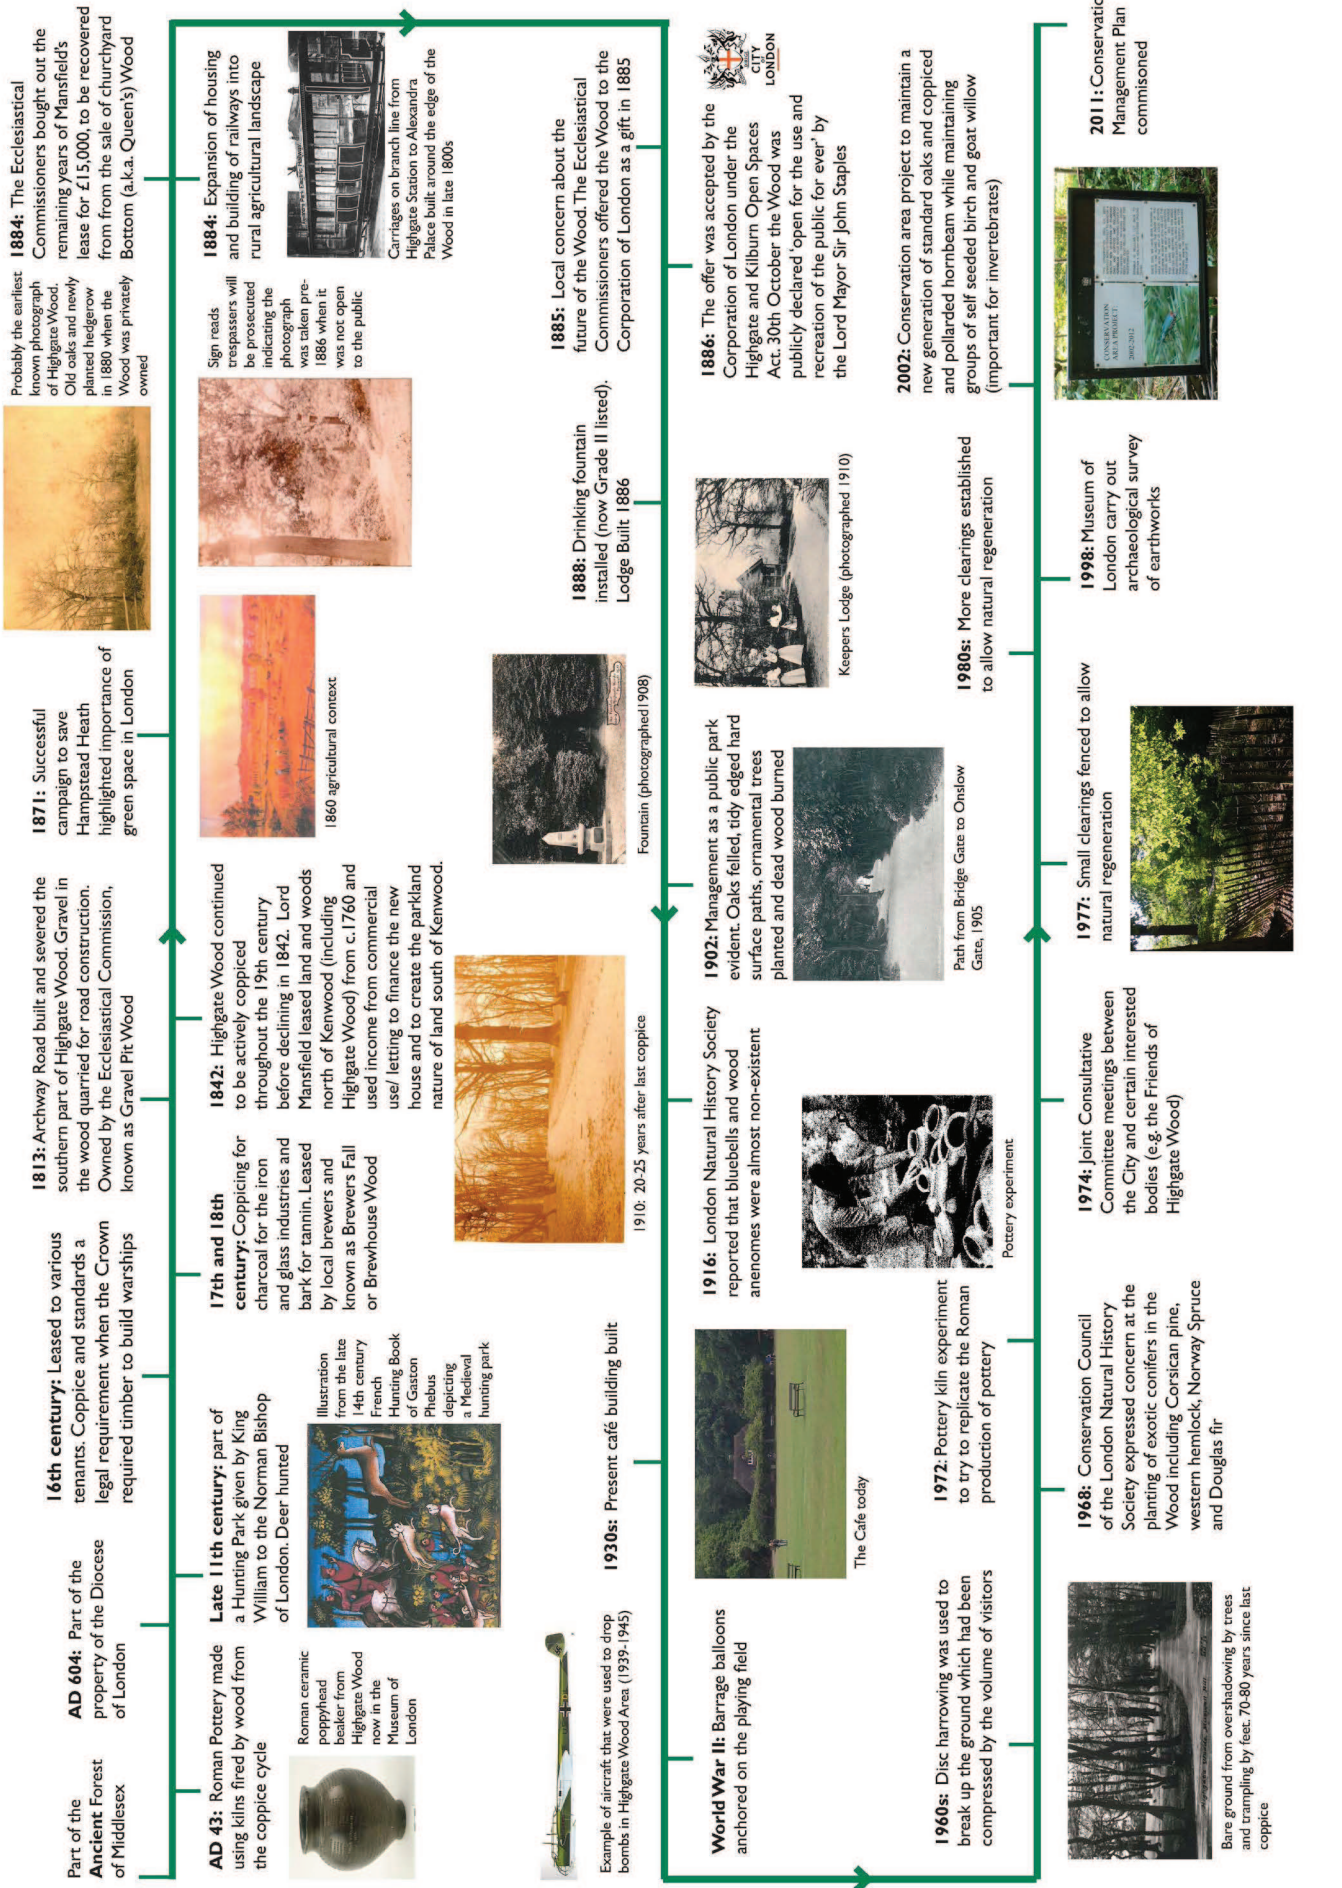 Part of the
Ancient Forest
of Middlesex
AD 43: Roman Pottery made
using kilns fired by wood from
the coppice cycle
Roman ceramic
poppyhead
beaker from
Highgate Wood
now in the
Museum of
London
AD 604: Part of the
property of the Diocese
of London
Late 11th century: part of
a Hunting Park given by King
William to the Norman Bishop
of London. Deer hunted
Illustration
from the late
14th century
French
Hunting Book
of Gaston
Phebus
depicting
a Medieval
hunting park
16th century: Leased to various
tenants. Coppice and standards a
legal requirement when the Crown
required timber to build warships
17th and 18th
century: Coppicing for
charcoal for the iron
and glass industries and
bark for tannin. Leased
by local brewers and
known as Brewers Fall
or Brewhouse Wood
1813: Archway Road built and severed the
southern part of Highgate Wood. Gravel in
the wood quarried for road construction.
Owned by the Ecclesiastical Commission,
known as Gravel Pit Wood
1842: Highgate Wood continued
to be actively coppiced
throughout the 19th century
before declining in 1842. Lord
Mansfield leased land and woods
north of Kenwood (including
Highgate Wood) from c.1760 and
used income from commercial
use/ letting to finance the new
house and to create the parkland
nature of land south of Kenwood.
1871: Successful
campaign to save
Hampstead Heath
highlighted importance of
green space in London
1860 agricultural context
Probably the earliest
known photograph
of Highgate Wood.
Old oaks and newly
planted hedgerow
in 1880 when the
Wood was privately
owned
Sign reads
trespassers will
be prosecuted
indicating the
photograph
was taken pre-
1886 when it
was not open
to the public
1884: The Ecclesiastical
Commissioners bought out the
remaining years of Mansfield's
lease for £15,000, to be recovered
from from the sale of churchyard
Bottom (a.k.a. Queen's) Wood
1884: Expansion of housing
and building of railways into
rural agricultural landscape
Carriages on branch line from
Highgate Station to Alexandra
Palace built around the edge of the
Wood in late 1800s
1885: Local concern about the
future of the Wood. The Ecclesiastical
Commissioners offered the Wood to the
Corporation of London as a gift in 1885
1886: The offer was accepted by the
Corporation of London under the
Highgate and Kilburn Open Spaces
Act. 30th October the Wood was
publicly declared 'open for the use and
recreation of the public for ever' by
the Lord Mayor Sir John Staples
CITY
OF
LONDON
1888: Drinking fountain
installed (now Grade II listed).
Lodge Built 1886
Fountain (photographed1908)
Keepers Lodge (photographed 1910)
1902: Management as a public park
evident. Oaks felled, tidy edged hard
surface paths, ornamental trees
planted and dead wood burned
Path from Bridge Gate to Onslow
Gate, 1905
1910: 20-25 years after last coppice
1916: London Natural History Society
reported that bluebells and wood
anenomes were almost non-existent
1930s: Present café building built
The Cafe today
Example of aircraft that were used to drop
bombs in Highgate Wood Area (1939-1945)
World War II: Barrage balloons
anchored on the playing field
1960s: Disc harrowing was used to
break up the ground which had been
compressed by the volume of visitors
Bare ground from overshadowing by trees
and trampling by feet. 70-80 years since last
coppice
1968: Conservation Council
of the London Natural History
Society expressed concern at the
planting of exotic conifers in the
Wood including Corsican pine,
western hemlock, Norway Spruce
and Douglas fir
1972: Pottery kiln experiment
to try to replicate the Roman
production of pottery
Pottery experiment
1974: Joint Consultative
Committee meetings between
the City and certain interested
bodies (e.g. the Friends of
Highgate Wood)
1977: Small clearings fenced to allow
natural regeneration
1980s: More clearings established
to allow natural regeneration
1998: Museum of
London carry out
archaeological survey
of earthworks
2002: Conservation area project to maintain a
new generation of standard oaks and coppiced
and pollarded hornbeam while maintaining
groups of self seeded birch and goat willow
(important for invertebrates)
CONSERVATION
AREA PROJECT:
2002-2012
2011: Conservatio
Management Plan
commisoned